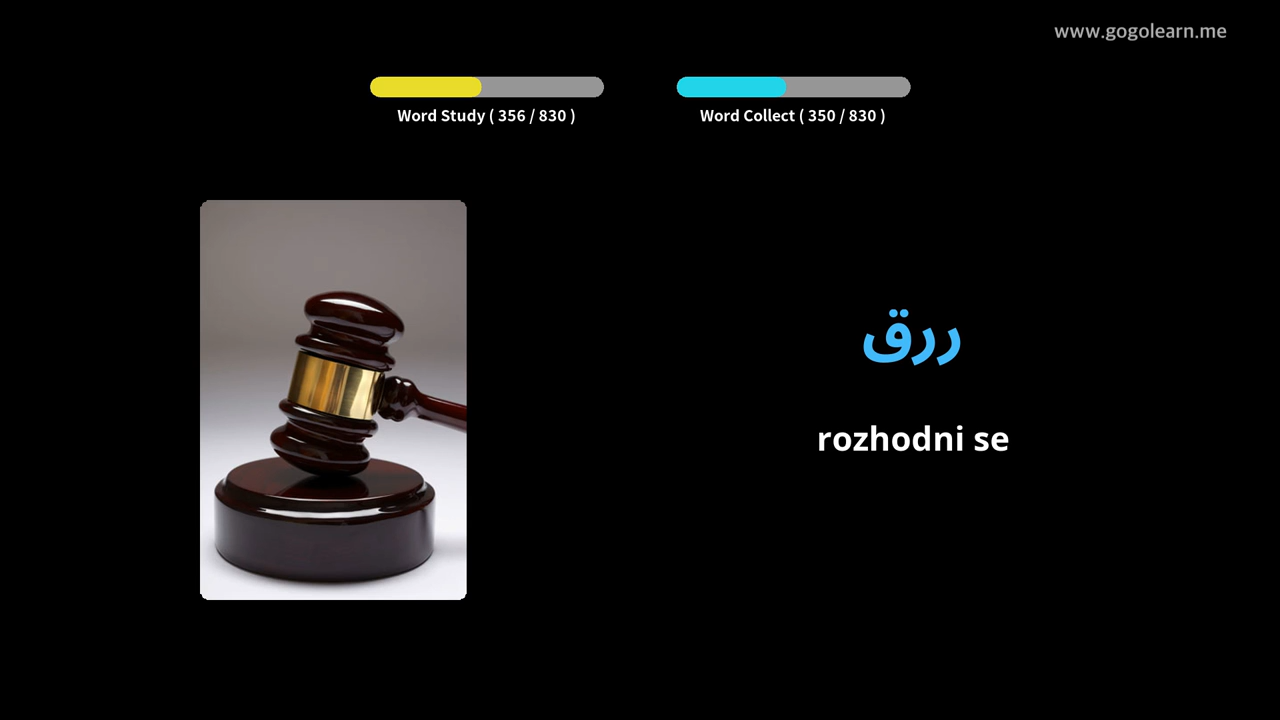 www.gogolearn.me
Word Study ( 356 / 830 )
Word Collect ( 350 / 830 )
ررق
rozhodni se